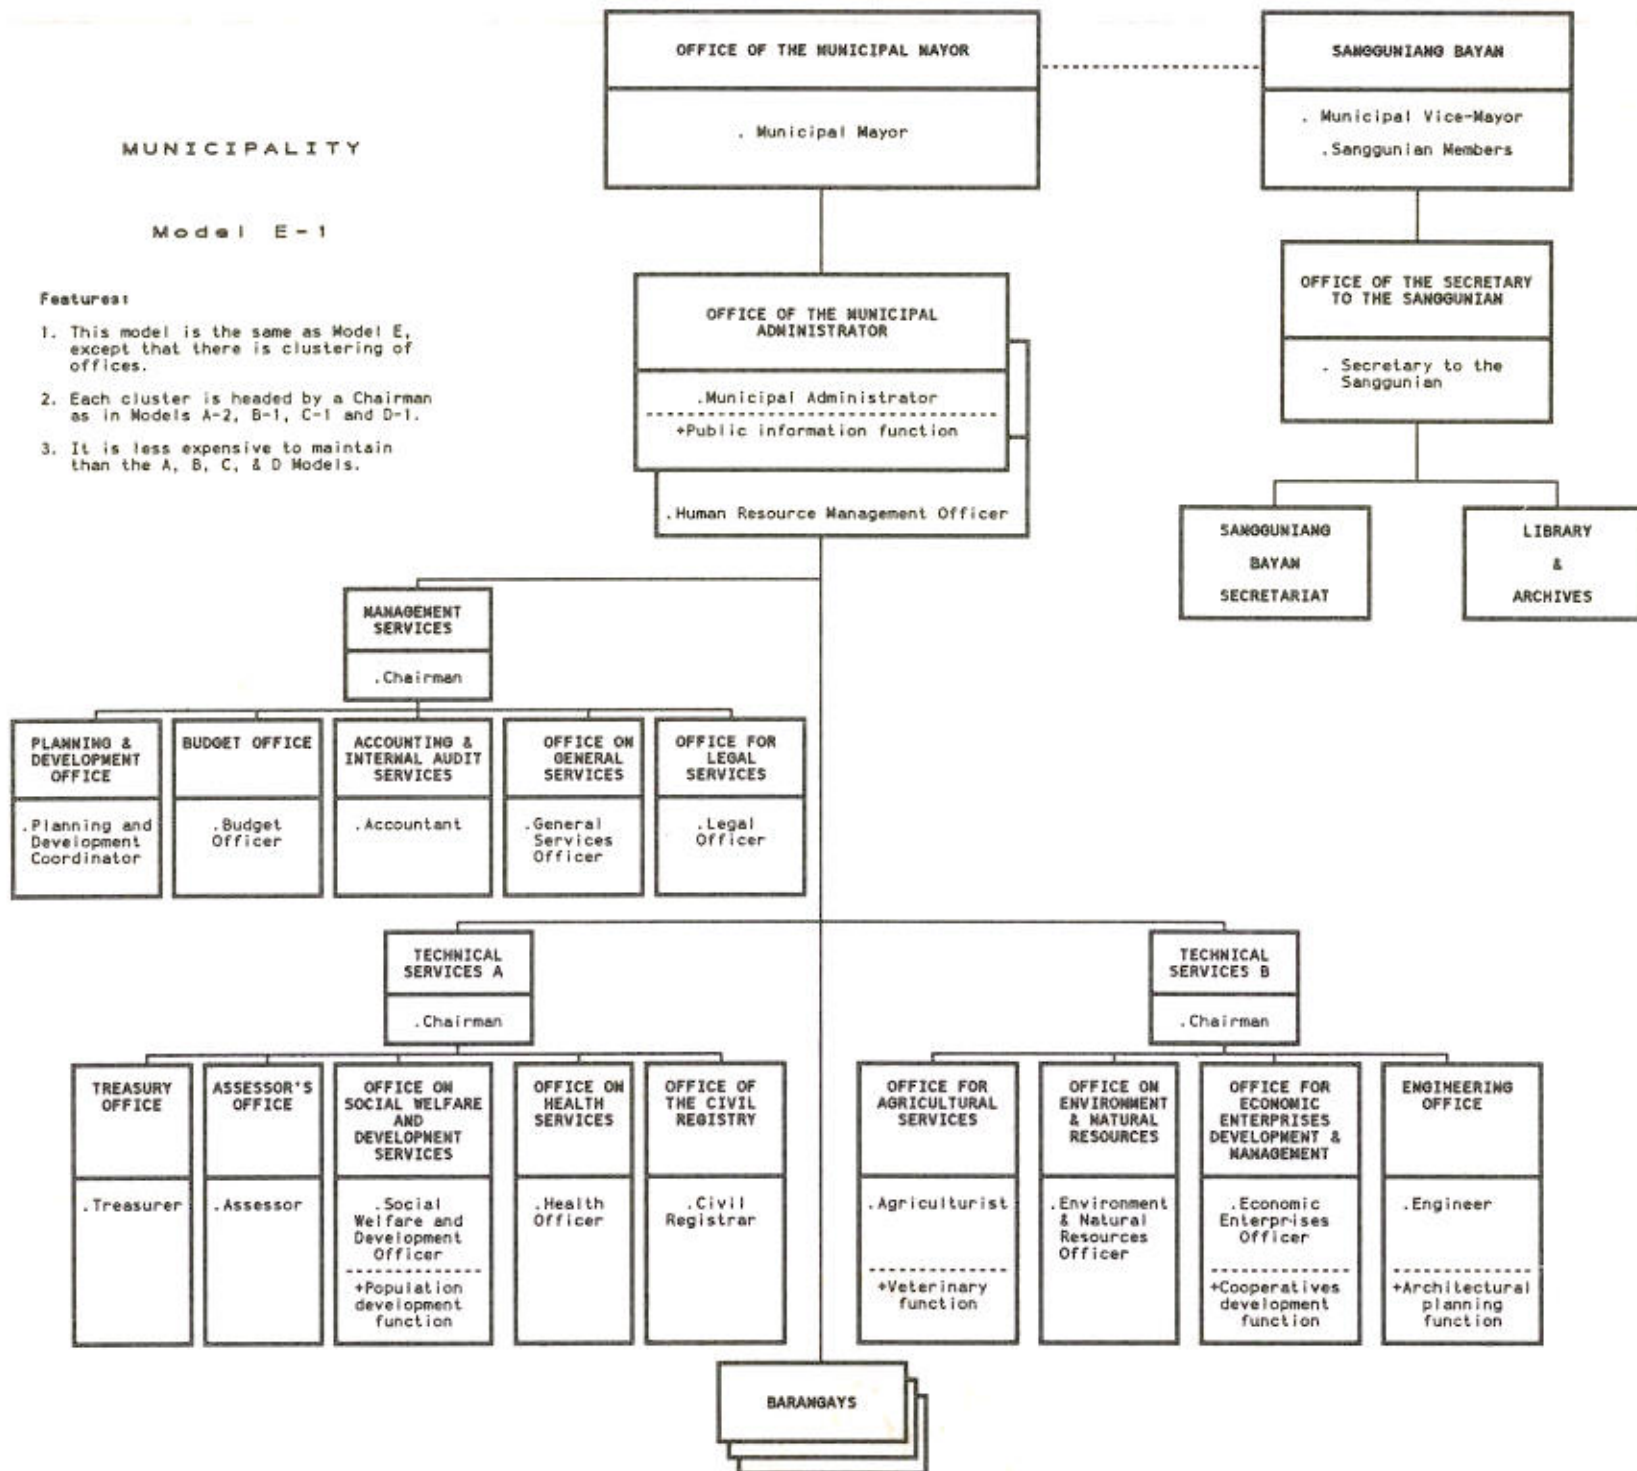 MUNICIPALITY
Model E-1
Features:
1. This model is the same as Model E,
except that there is clustering of
offices.
2. Each cluster is headed by a Chairman
as in Models A-2, B-1, C-1 and D-1.
3. It is less expensive to maintain
than the A, B, C, & D Models.
OFFICE OF THE MUNICIPAL MAYOR
. Municipal Mayor
SANGGUNIANG BAYAN
. Municipal Vice-Mayor
.Sanggunian Members
OFFICE OF THE MUNICIPAL
ADMINISTRATOR
.Municipal Administrator
+Public information function
.Human Resource Management Officer
OFFICE OF THE SECRETARY
TO THE SANGGUNIAN
. Secretary to the
Sanggunian
SANGGUNIANG
BAYAN
SECRETARIAT
LIBRARY
&
ARCHIVES
MANAGEMENT
SERVICES
.Chairman
PLANNING &
DEVELOPMENT
OFFICE
.Planning and
Development
Coordinator
BUDGET OFFICE
.Budget
Officer
ACCOUNTING &
INTERNAL AUDIT
SERVICES
.Accountant
OFFICE ON
GENERAL
SERVICES
.General
Services
Officer
OFFICE FOR
LEGAL
SERVICES
.Legal
Officer
TECHNICAL
SERVICES A
.Chairman
TREASURY
OFFICE
.Treasurer
ASSESSOR'S
OFFICE
.Assessor
OFFICE ON
SOCIAL WELFARE
AND
DEVELOPMENT
SERVICES
.Social
Welfare and
Development
Officer
+Population
development
function
OFFICE ON
HEALTH
SERVICES
.Health
Officer
OFFICE OF
THE CIVIL
REGISTRY
.Civil
Registrar
TECHNICAL
SERVICES B
.Chairman
OFFICE FOR
AGRICULTURAL
SERVICES
.Agriculturist
+Veterinary
function
OFFICE ON
ENVIRONMENT
& NATURAL
RESOURCES
.Environment
& Natural
Resources
Officer
OFFICE FOR
ECONOMIC
ENTERPRISES
DEVELOPMENT &
MANAGEMENT
.Economic
Enterprises
Officer
+Cooperatives
development
function
ENGINEERING
OFFICE
.Engineer
+Architectural
planning
function
BARANGAYS